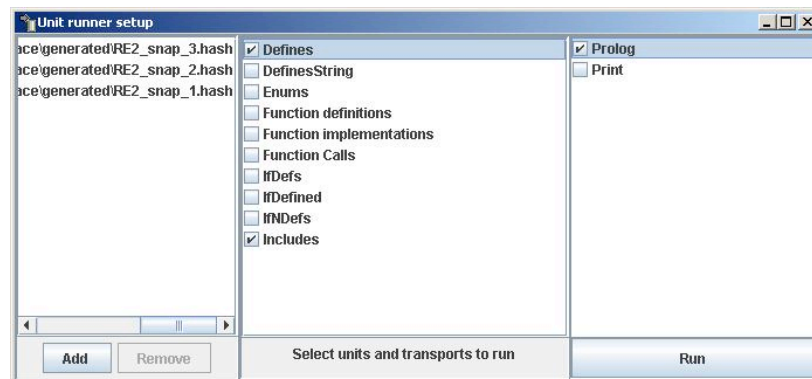 Unit runner setup
ace\generated\RE2_snap_3.hash
ace\generated\RE2_snap_2.hash
ace\generated\RE2_snap_1.hash
Defines
DefinesString
Enums
Function definitions
Function implementations
Function Calls
IfDefs
IfDefined
IfNDefs
Includes
Prolog
Print
Add
Remove
Select units and transports to run
Run